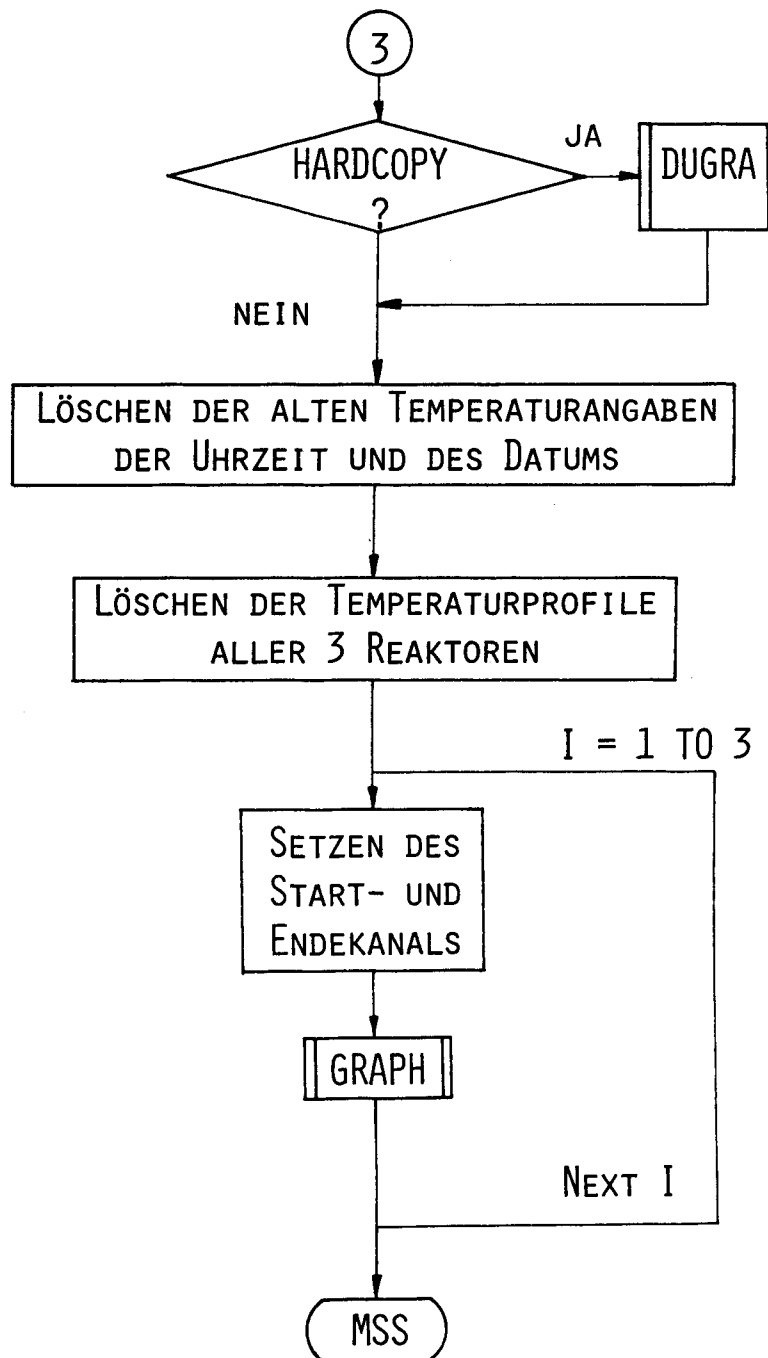 3
HARDCOPY
?
JA
DUGRA
NEIN
LÖSCHEN DER ALTEN TEMPERATURANGABEN
DER UHRZEIT UND DES DATUMS
LÖSCHEN DER TEMPERATURPROFILE
ALLER 3 REAKTOREN
I = 1 TO 3
SETZEN DES
START- UND
ENDEKANALS
GRAPH
NEXT I
MSS